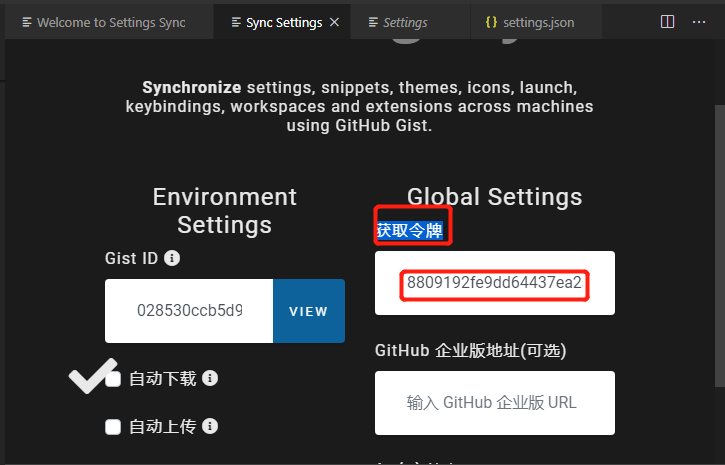 Welcome to Settings Sync
Sync Settings
Settings
settings.json
Synchronize settings, snippets, themes, icons, launch,
keybindings, workspaces and extensions across machines
using GitHub Gist.
Environment
Settings
Gist ID
028530ccb5d9
VIEW
自动下载
自动上传
Global Settings
获取令牌
8809192fe9dd64437ea2
GitHub 企业版地址(可选)
输入 GitHub 企业版 URL